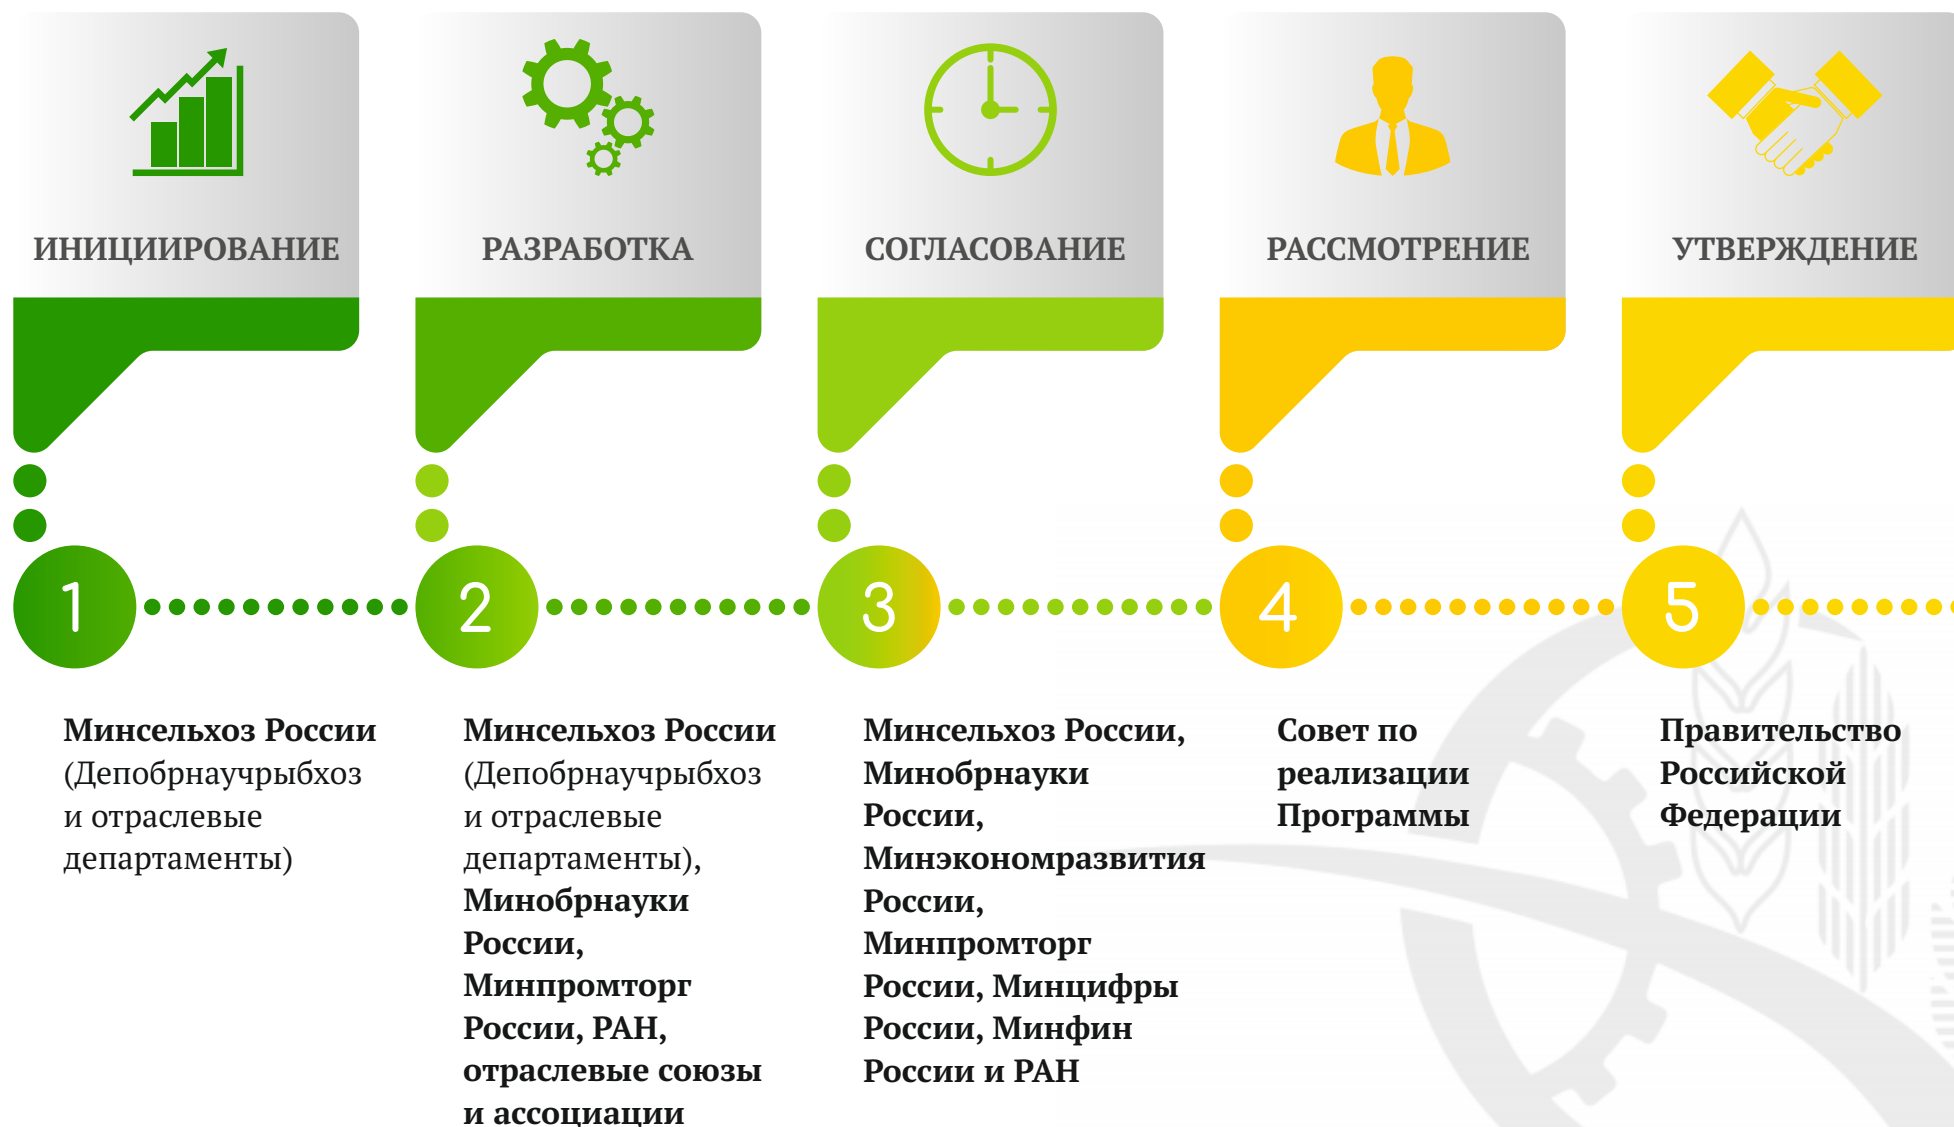 ИНИЦИИРОВАНИЕ
РАЗРАБОТКА
СОГЛАСОВАНИЕ
РАССМОТРЕНИЕ
УТВЕРЖДЕНИЕ
1
2
3
4
5
Минсельхоз России
(Депобрнаучрыбхоз
и отраслевые
департаменты)
Минсельхоз России
(Депобрнаучрыбхоз
и отраслевые
департаменты),
Минобрнауки
России,
Минпромторг
России, РАН,
отраслевые союзы
и ассоциации
Минсельхоз России,
Минобрнауки
России,
Минэкономразвития
России,
Минпромторг
России, Минцифры
России, Минфин
России и РАН
Совет по
реализации
Программы
Правительство
Российской
Федерации